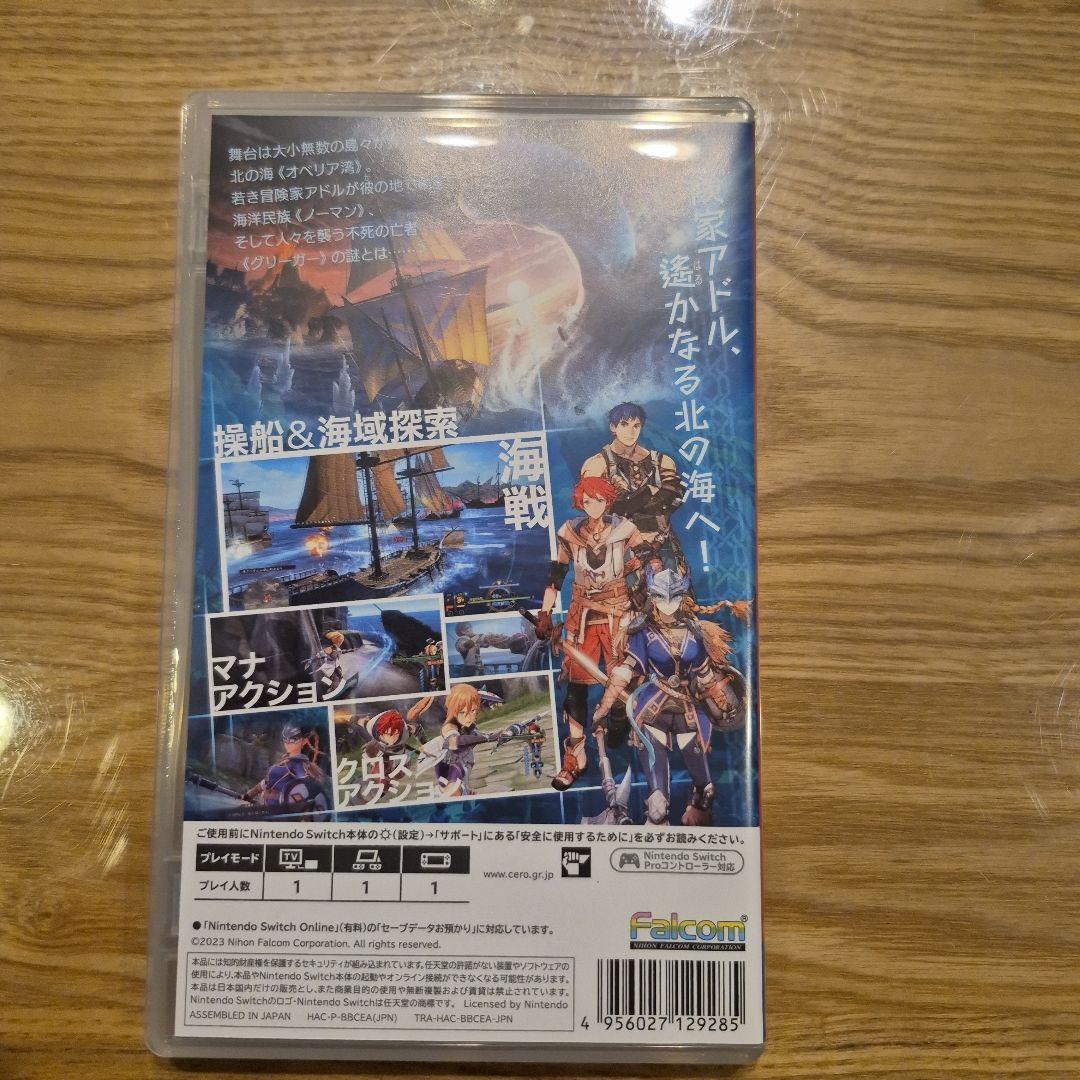 舞台は大小無数の島々が
北の海《オベリア湾》。
若き冒険家アドルが彼の地で
海洋民族《ノーマン》、
そして人々を襲う不死の亡者
《グリーガー》の謎とは……
家アドル、
遙かなる北の海へ！
はる
操船&海域探索
海戦
マナ
アクション
クロス
アクション
ご使用前にNintendo Switch本体の(設定)→「サポート」にある「安全に使用するために」を必ずお読みください。
プレイモード TV
プレイ人数 1 1 1
www.cero.gr.jp
Nintendo Switch
Proコントローラー対応
●「Nintendo Switch Online」(有料)の「セーブデータお預かり」に対応しています。
©2023 Nihon Falcom Corporation. All rights reserved.
Falcom®
NIHON FALCOM CORPORATION
本品には知的財産権を保護するセキュリティが組み込まれています。任天堂の許諾がない装置やソフトウェアの
使用により、本品やNintendo Switch本体の起動やオンライン接続ができなくなる可能性があります。
本品は日本国内だけの販売とし、また商業目的の使用や無断複製および賃貸は禁止されています。
Nintendo Switchのロゴ・Nintendo Switchは任天堂の商標です。 Licensed by Nintendo
ASSEMBLED IN JAPAN HAC-P-BBCEA(JPN) TRA-HAC-BBCEA-JPN
4 956027 129285